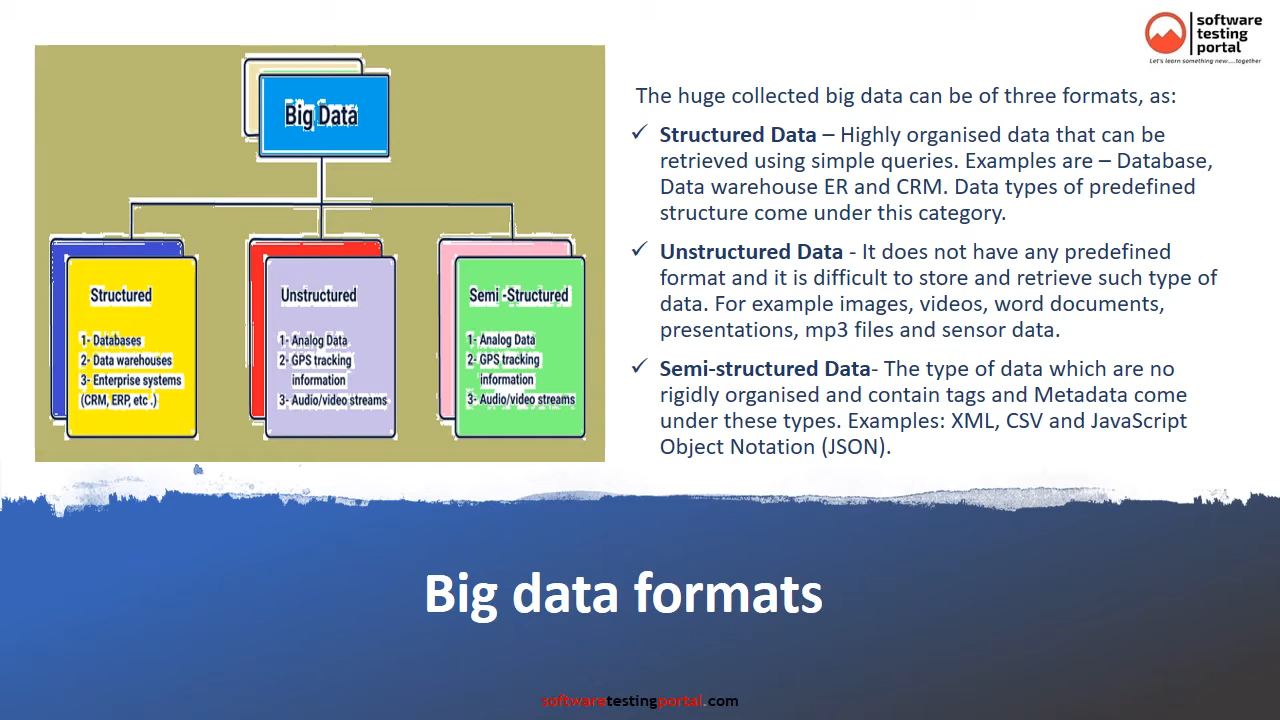 software
testing
portal
Let's learn something new....together
Big Data
Structured
1- Databases
2- Data warehouses
3- Enterprise systems
(CRM, ERP, etc .)
Unstructured
1- Analog Data
2- GPS tracking
information
3- Audio/video streams
Semi -Structured
1- Analog Data
2- GPS tracking
information
3- Audio/video streams
The huge collected big data can be of three formats, as:
✓ Structured Data – Highly organised data that can be
retrieved using simple queries. Examples are – Database,
Data warehouse ER and CRM. Data types of predefined
structure come under this category.
✓ Unstructured Data - It does not have any predefined
format and it is difficult to store and retrieve such type of
data. For example images, videos, word documents,
presentations, mp3 files and sensor data.
✓ Semi-structured Data- The type of data which are no
rigidly organised and contain tags and Metadata come
under these types. Examples: XML, CSV and JavaScript
Object Notation (JSON).
Big data formats
softwaretestingportal.com